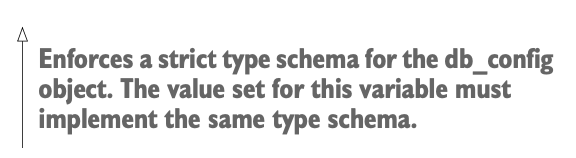 Enforces a strict type schema for the db_config
object. The value set for this variable must
implement the same type schema.